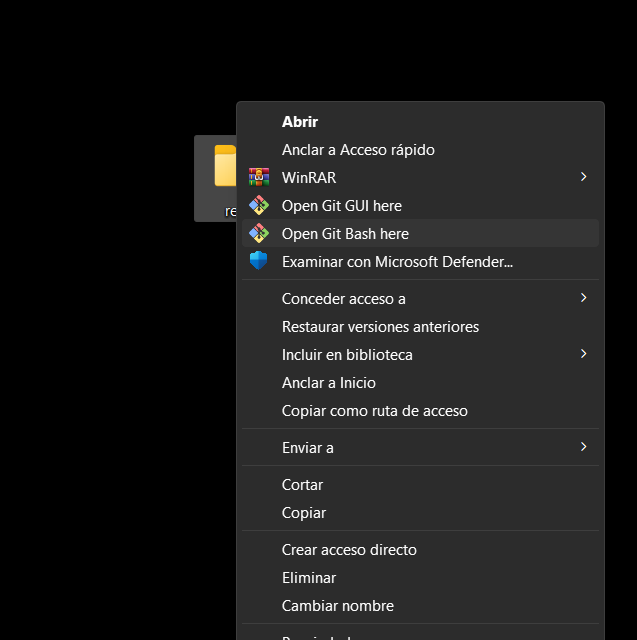 Abrir
Anclar a Acceso rápido
WinRAR
Open Git GUI here
Open Git Bash here
Examinar con Microsoft Defender...
Conceder acceso a
Restaurar versiones anteriores
Incluir en biblioteca
Anclar a Inicio
Copiar como ruta de acceso
Enviar a
Cortar
Copiar
Crear acceso directo
Eliminar
Cambiar nombre